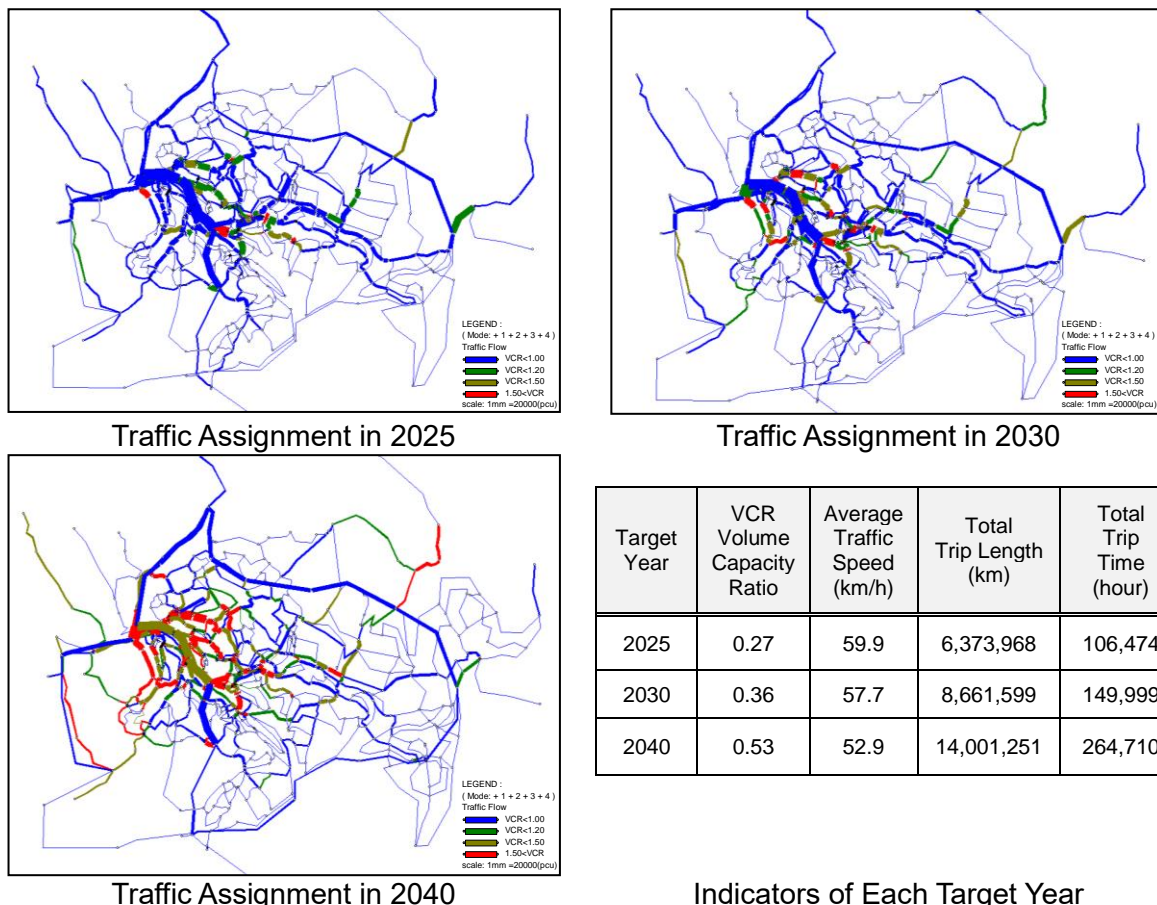 LEGEND :
( Mode: + 1 + 2 + 3 + 4 )
Traffic Flow
VCR<1.00
VCR<1.20
VCR<1.50
1.50<VCR
scale: 1mm =20000(pcu)
Traffic Assignment in 2025
LEGEND :
( Mode: + 1 + 2 + 3 + 4 )
Traffic Flow
VCR<1.00
VCR<1.20
VCR<1.50
1.50<VCR
scale: 1mm =20000(pcu)
Traffic Assignment in 2030
LEGEND :
( Mode: + 1 + 2 + 3 + 4 )
Traffic Flow
VCR<1.00
VCR<1.20
VCR<1.50
1.50<VCR
scale: 1mm =20000(pcu)
Traffic Assignment in 2040
Target
Year
VCR
Volume
Capacity
Ratio
Average
Traffic
Speed
(km/h)
Total
Trip Length
(km)
Total
Trip
Time
(hour)
2025 0.27 59.9 6,373,968 106,474
2030 0.36 57.7 8,661,599 149,999
2040 0.53 52.9 14,001,251 264,710
Indicators of Each Target Year